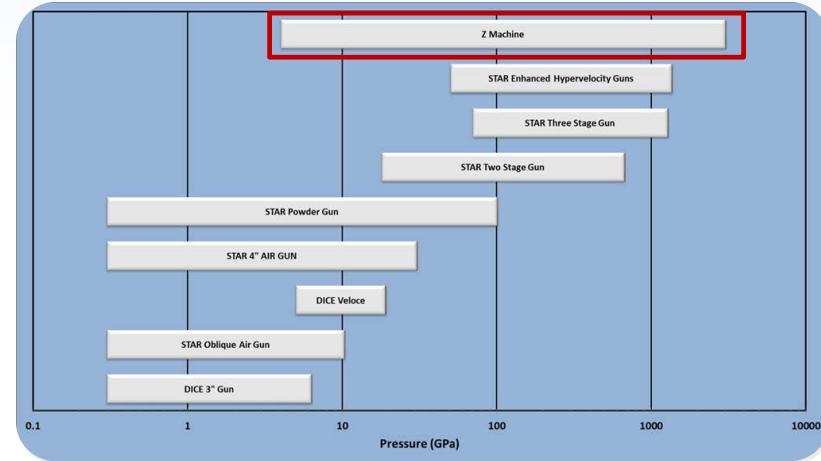 Z Machine
STAR Enhanced Hypervelocity Guns
STAR Three Stage Gun
STAR Two Stage Gun
STAR Powder Gun
STAR 4" AIR GUN
DICE Veloce
STAR Oblique Air Gun
DICE 3" Gun
0.1 1 10 100 1000 10000
Pressure (GPa)